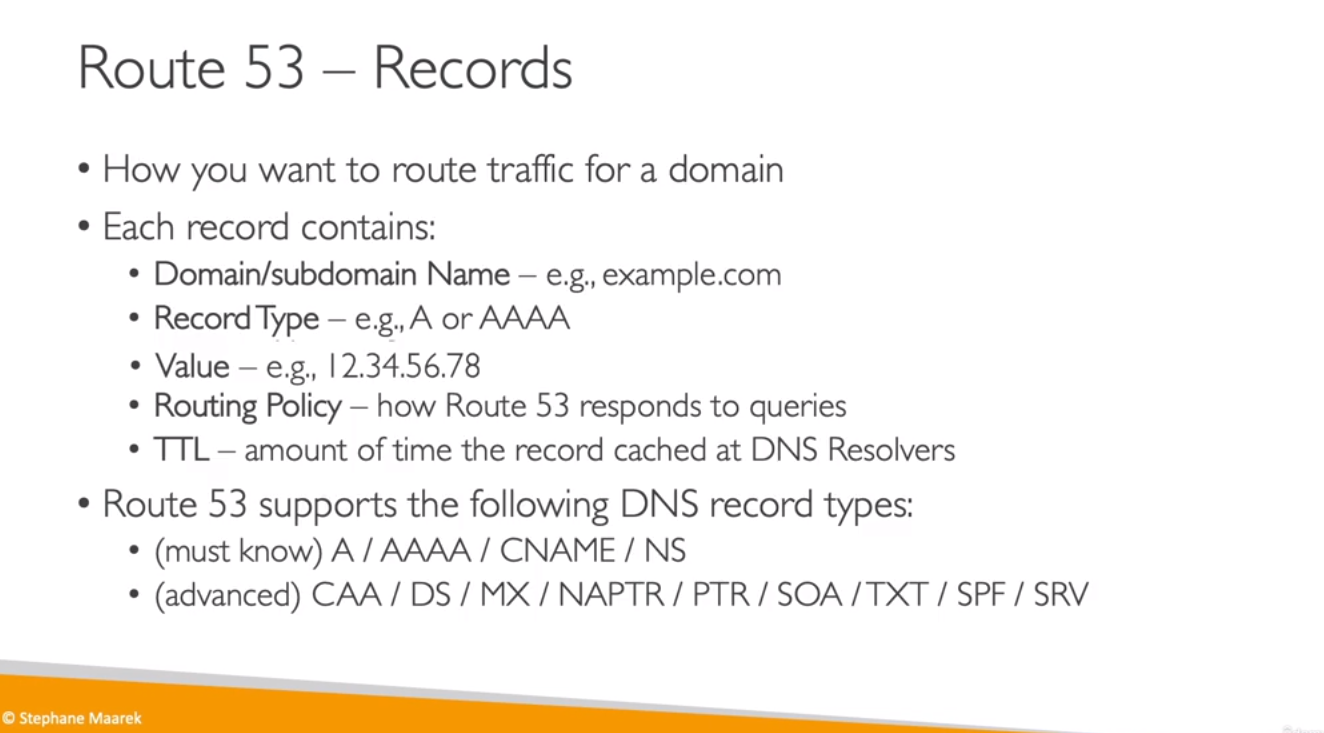 Route 53 – Records
• How you want to route traffic for a domain
• Each record contains:
• Domain/subdomain Name – e.g., example.com
• Record Type – e.g., A or AAAA
• Value – e.g., 12.34.56.78
• Routing Policy – how Route 53 responds to queries
• TTL – amount of time the record cached at DNS Resolvers
• Route 53 supports the following DNS record types:
• (must know) A / AAAA / CNAME / NS
• (advanced) CAA / DS / MX / NAPTR / PTR / SOA / TXT / SPF / SRV
© Stephane Maarek